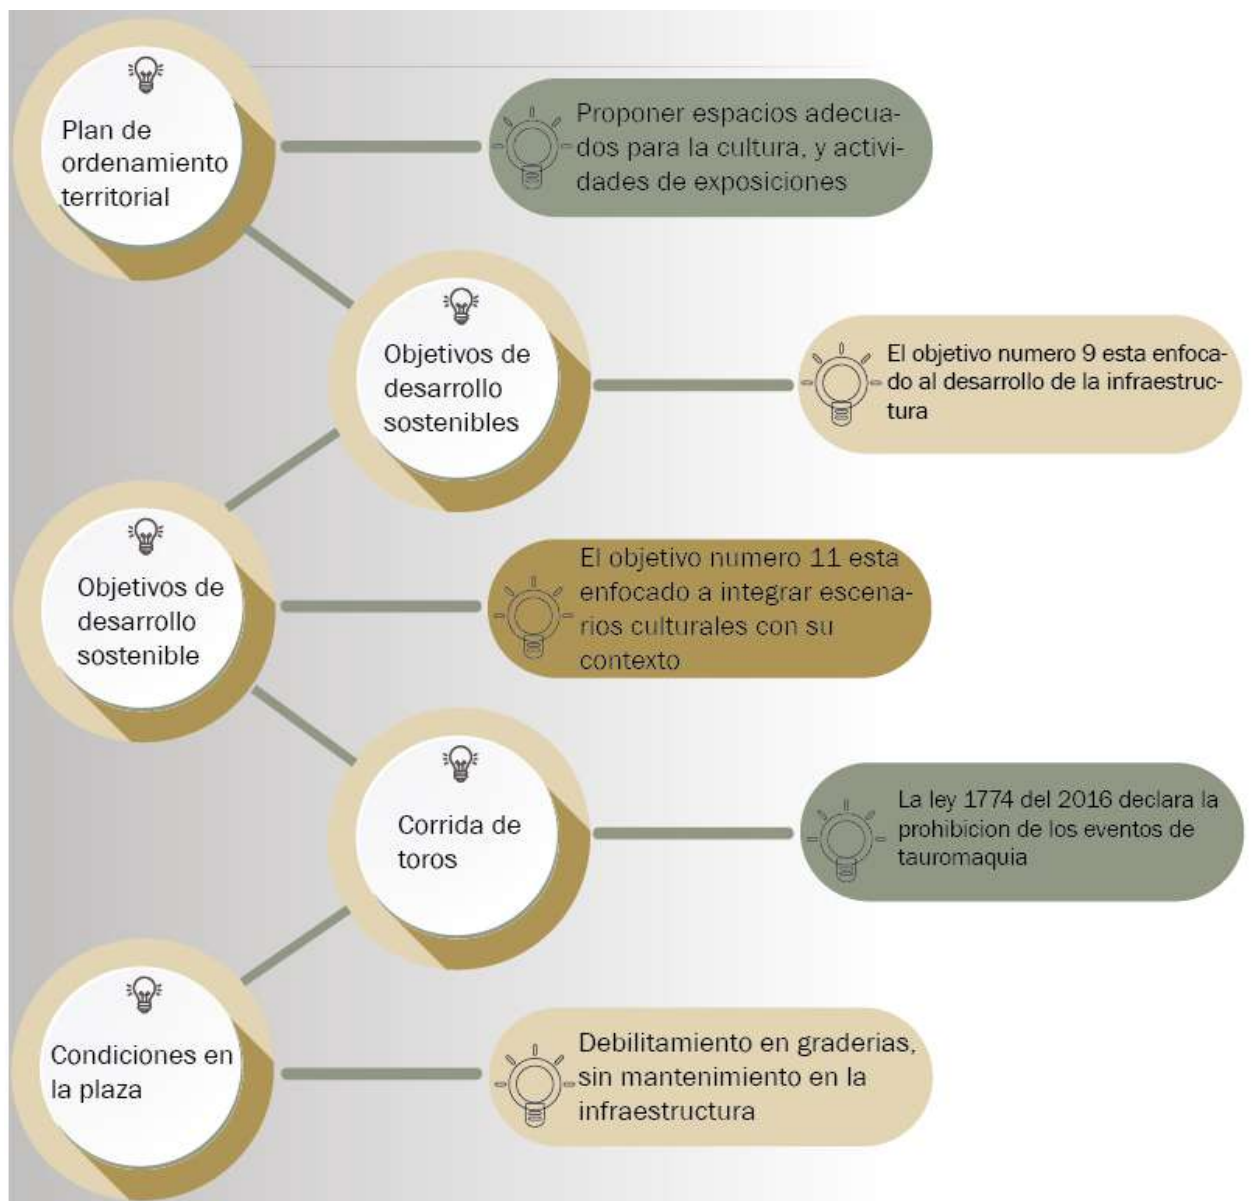 Plan de
ordenamiento
territorial
Proponer espacios adecua-
dos para la cultura, y activi-
dades de exposiciones
Objetivos de
desarrollo
sostenibles
El objetivo numero 9 esta enfoca-
do al desarrollo de la infraestruc-
tura
Objetivos de
desarrollo
sostenible
El objetivo numero 11 esta
enfocado a integrar escena-
rios culturales con su
contexto
Corrida de
toros
La ley 1774 del 2016 declara la
prohibicion de los eventos de
tauromaquia
Condiciones en
la plaza
Debilitamiento en graderias,
sin mantenimiento en la
infraestructura